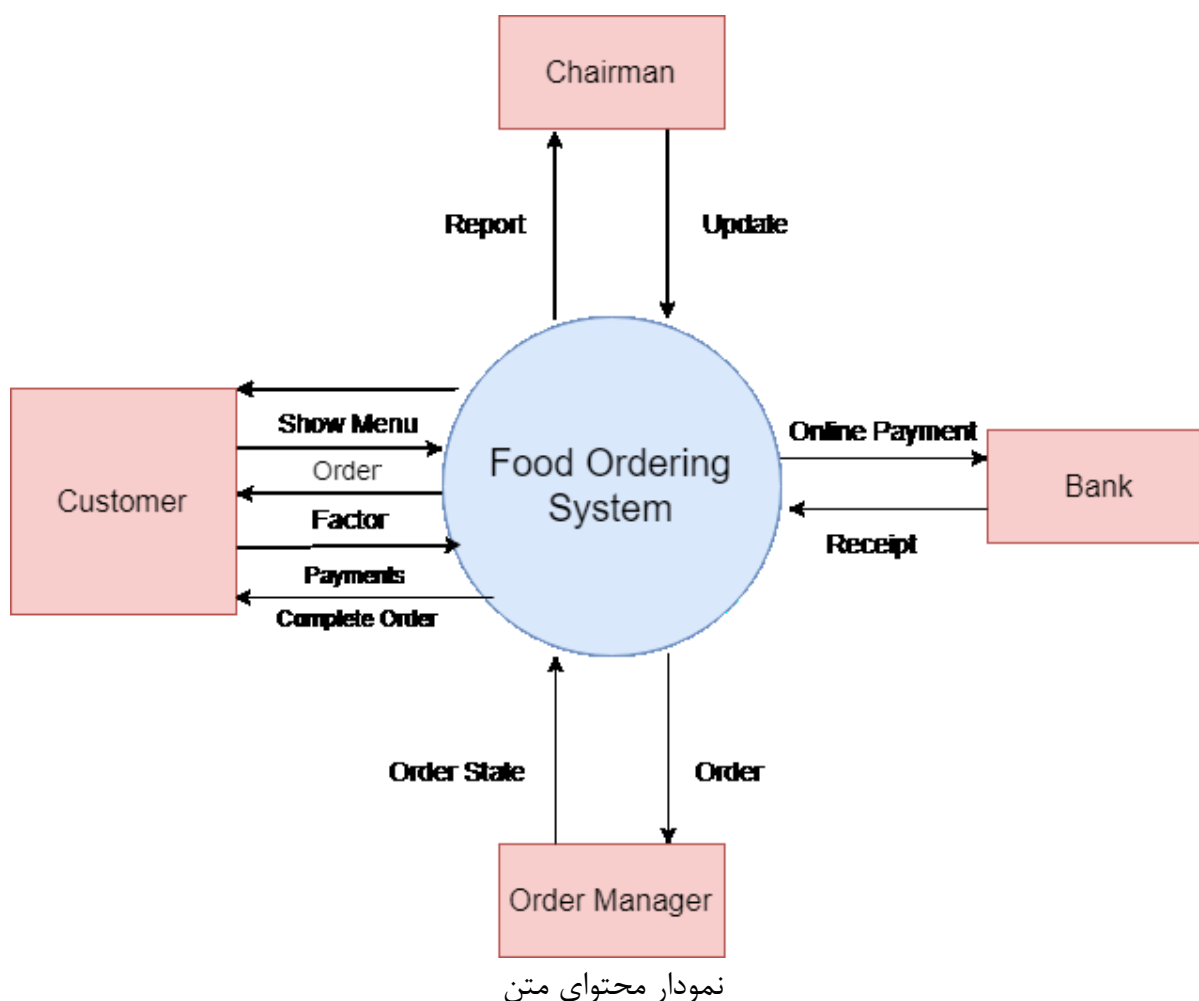 Chairman
Report
Update
Show Menu
Order
Factor
Payments
Complete Order
Customer
Food Ordering
System
Online Payment
Receipt
Bank
Order State
Order
Order Manager
نمودار محتوای متن